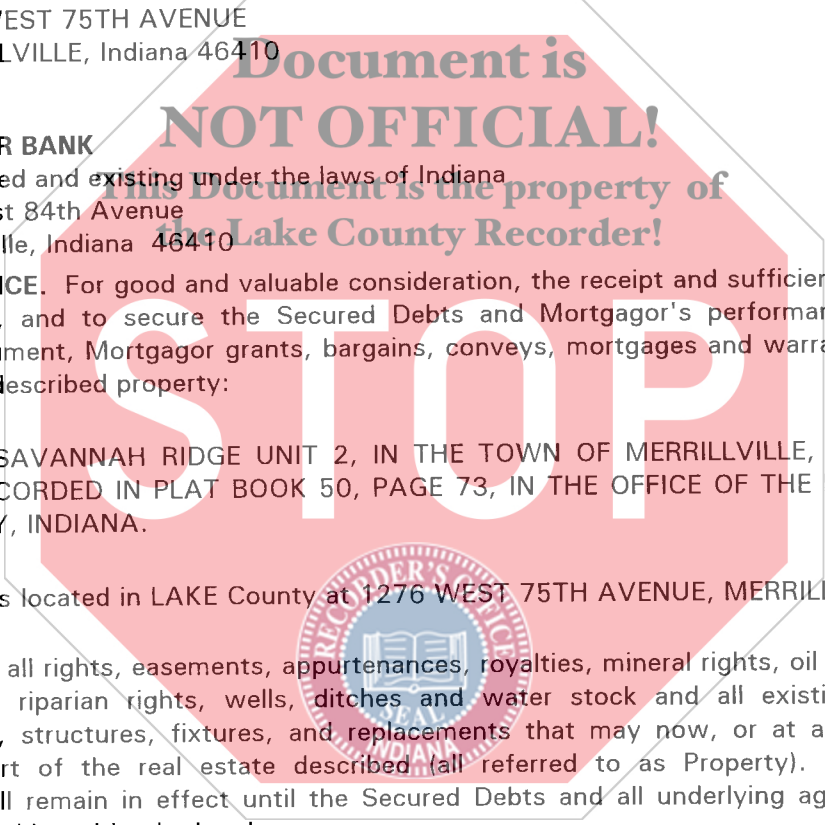 WEST 75TH AVENUE
LVILLE, Indiana 46410
Document is
NOT OFFICIAL!
R BANK
ed and existing under the laws of Indiana
This Document is the property of
st 84th Avenue
the Lake County Recorder!
lle, Indiana 46410
ICE. For good and valuable consideration, the receipt and sufficien
, and to secure the Secured Debts and Mortgagor's performan
ument, Mortgagor grants, bargains, conveys, mortgages and warra
described property:
STOP
SAVANNAH RIDGE UNIT 2, IN THE TOWN OF MERRILLVILLE,
CORDED IN PLAT BOOK 50, PAGE 73, IN THE OFFICE OF THE
Y, INDIANA.
s located in LAKE County at 1276 WEST 75TH AVENUE, MERRILL
RECORDER'S OFFICE
SEAL
INDIANA
all rights, easements, appurtenances, royalties, mineral rights, oil
riparian rights, wells, ditches and water stock and all existi
, structures, fixtures, and replacements that may now, or at a
rt of the real estate described (all referred to as Property).
ll remain in effect until the Secured Debts and all underlying ag